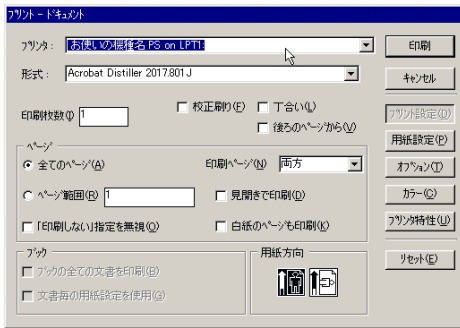 プリント - ドキュメント
プリンタ: お使いの機種名 PS on LPT1:
印刷
形式: Acrobat Distiller 2017.801 J
キャンセル
印刷枚数(I) 1
校正刷り(F)
丁合い(L)
プリント設定(O)
後ろのページから(V)
用紙設定(P)
ページ
全てのページ(A)
印刷ページ(N) 両方
オプション(T)
ページ範囲(R) 1
見開きで印刷(D)
カラー(C)
「印刷しない」指定を無視(Q)
白紙のページも印刷(K)
プリンタ特性(U)
ブック
用紙方向
リセット(E)
ブックの全ての文書を印刷(B)
文書毎の用紙設定を使用(G)